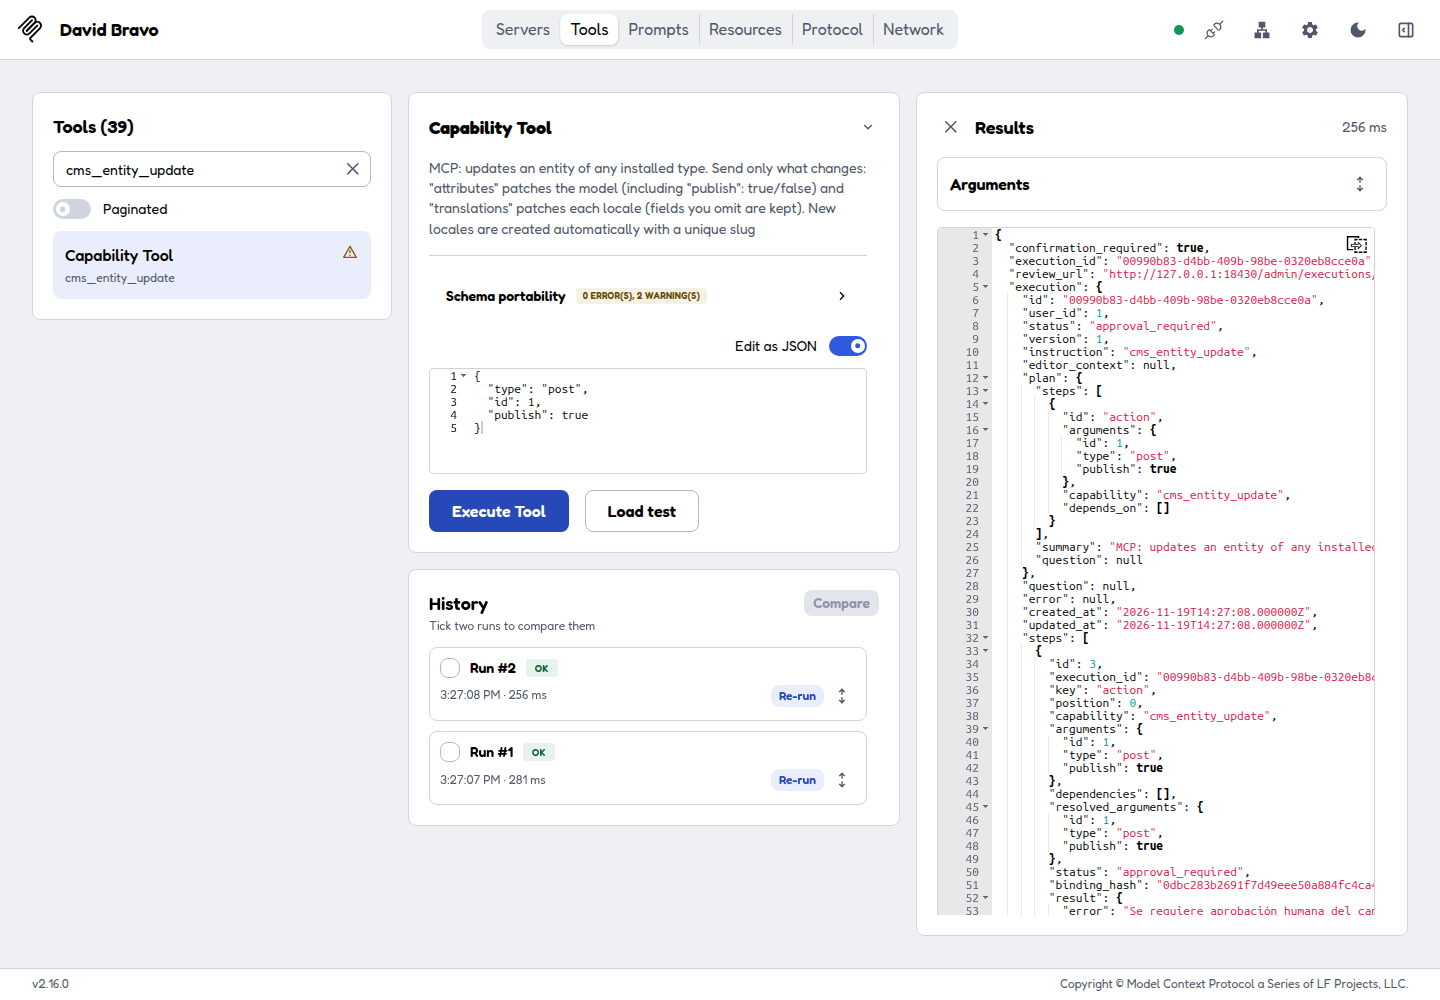 David Bravo
Servers
Tools
Prompts
Resources
Protocol
Network
Tools (39)
cms_entity_update
Paginated
Capability Tool
cms_entity_update
Capability Tool
MCP: updates an entity of any installed type. Send only what changes:
"attributes" patches the model (including "publish": true/false) and
"translations" patches each locale (fields you omit are kept). New
locales are created automatically with a unique slug
Schema portability
0 ERROR(S), 2 WARNING(S)
Edit as JSON
1 {
2 "type": "post",
3 "id": 1,
4 "publish": true
5 }
Execute Tool
Load test
History
Compare
Tick two runs to compare them
Run #2
OK
3:27:08 PM · 256 ms
Re-run
Run #1
OK
3:27:07 PM · 281 ms
Re-run
Results
256 ms
Arguments
1 {
2 "confirmation_required": true,
3 "execution_id": "00990b83-d4bb-409b-98be-0320eb8cce0a"
4 "review_url": "http://127.0.0.1:18430/admin/executions/
5 "execution": {
6 "id": "00990b83-d4bb-409b-98be-0320eb8cce0a",
7 "user_id": 1,
8 "status": "approval_required",
9 "version": 1,
10 "instruction": "cms_entity_update",
11 "editor_context": null,
12 "plan": {
13 "steps": [
14 {
15 "id": "action",
16 "arguments": {
17 "id": 1,
18 "type": "post",
19 "publish": true
20 },
21 "capability": "cms_entity_update",
22 "depends_on": []
23 }
24 ],
25 "summary": "MCP: updates an entity of any installed
26 "question": null
27 },
28 "question": null,
29 "error": null,
30 "created_at": "2026-11-19T14:27:08.000000Z",
31 "updated_at": "2026-11-19T14:27:08.000000Z",
32 "steps": [
33 {
34 "id": 3,
35 "execution_id": "00990b83-d4bb-409b-98be-0320eb8c
36 "key": "action",
37 "position": 0,
38 "capability": "cms_entity_update",
39 "arguments": {
40 "id": 1,
41 "type": "post",
42 "publish": true
43 },
44 "dependencies": [],
45 "resolved_arguments": {
46 "id": 1,
47 "type": "post",
48 "publish": true
49 },
50 "status": "approval_required",
51 "binding_hash": "0dbc283b2691f7d49eee50a884fc4ca4
52 "result": {
53 "error": "Se requiere aprobación humana del cam
v2.16.0
Copyright © Model Context Protocol a Series of LF Projects, LLC.